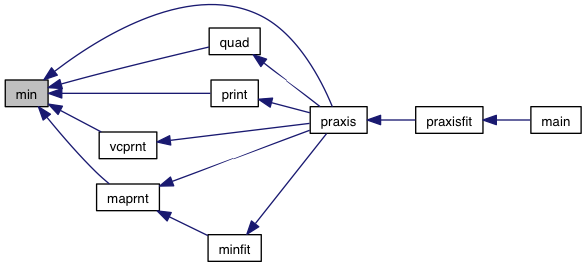 quad
min
print
praxis
praxisfit
main
vcprnt
maprnt
minfit